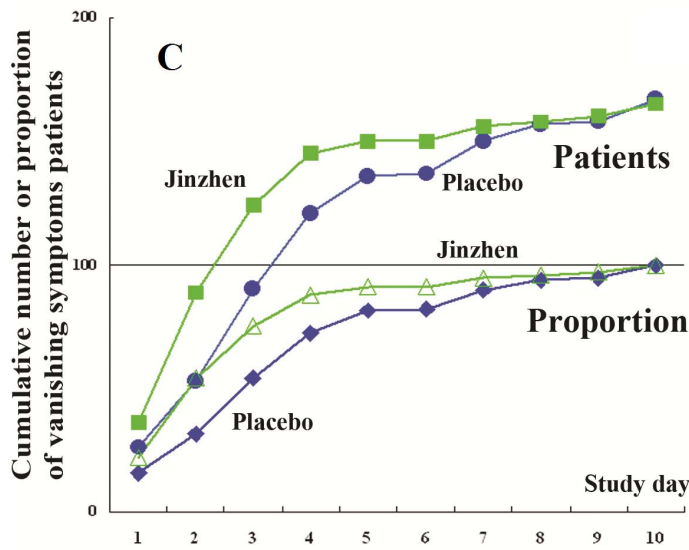 200
C
Jinzhen
Placebo
Patients
Jinzhen
100
Proportion
Placebo
Study day
0
1 2 3 4 5 6 7 8 9 10
Cumulative number or proportion
of vanishing symptoms patients